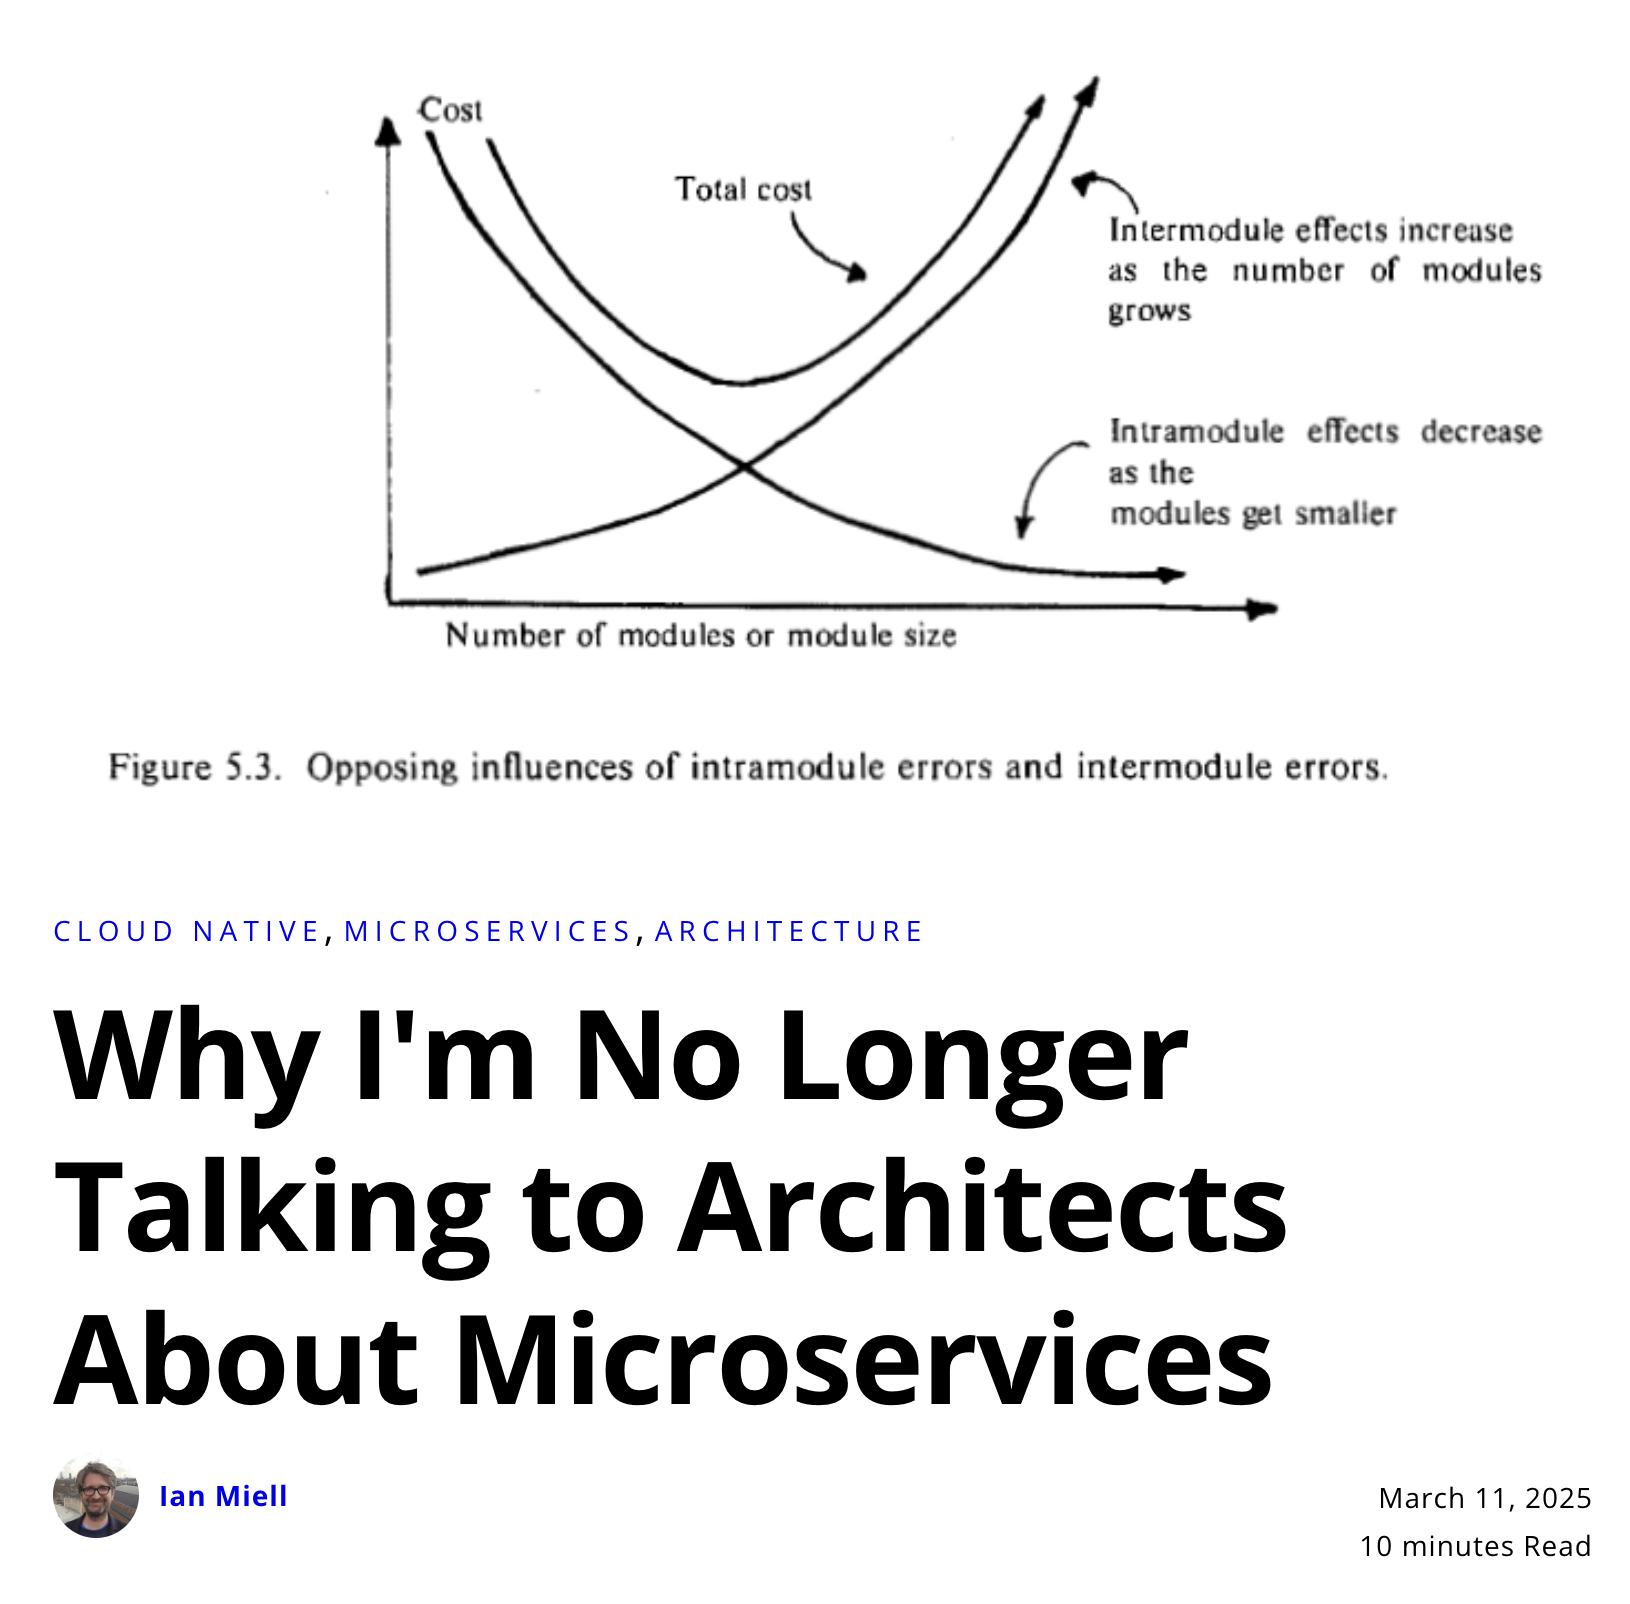 Cost
Total cost
Intermodule effects increase
as the number of modules
grows
Intramodule effects decrease
as the
modules get smaller
Number of modules or module size
Figure 5.3. Opposing influences of intramodule errors and intermodule errors.
CLOUD NATIVE, MICROSERVICES, ARCHITECTURE
Why I'm No Longer
Talking to Architects
About Microservices
Ian Miell
March 11, 2025
10 minutes Read